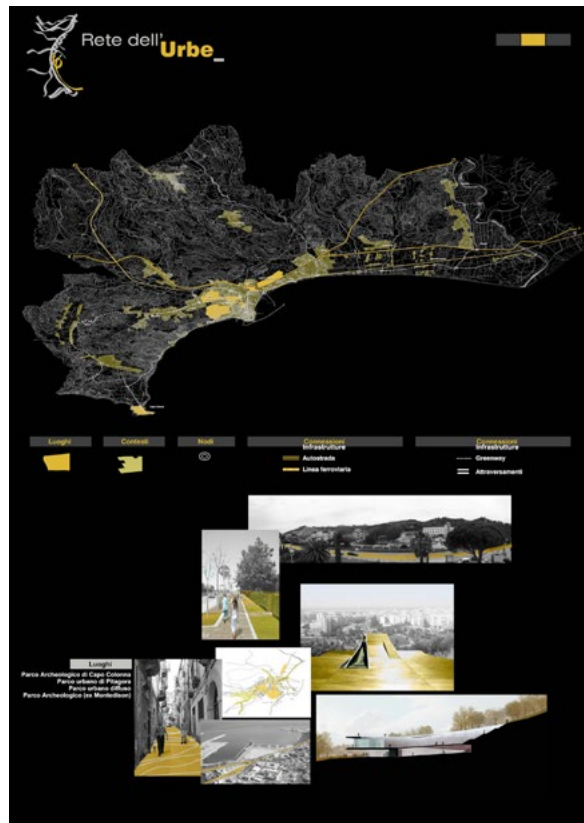 Rete dell'Urbe_
Luoghi
Contesti
Nodi
Connessioni
Infrastrutture
Autostrada
Linea ferroviaria
Connessioni
Infrastrutture
Greenway
Attraversamenti
Luoghi
Parco Archeologico di Capo Colonna
Parco urbano di Pitagora
Parco urbano diffuso
Parco Archeologico (ex Montedison)